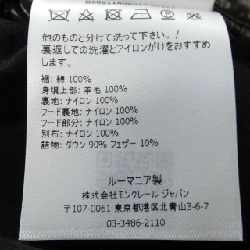 他のものと分けて洗って下さい。!
裏返しての洗濯とアイロンがけをおすすめ
します。
福: 綿 100%
身頃上部: 羊毛 100%
裏地: ナイロン 100%
フード裏地: ナイロン 100%
フード部分: ナイロン 100%
別布: ナイロン 100%
詰物: ダウン 90% フェザー 10%
ルーマニア製
株式会社モンクレール ジャパン
〒107-0061 東京都港区北青山3-6-7
03-3486-2110